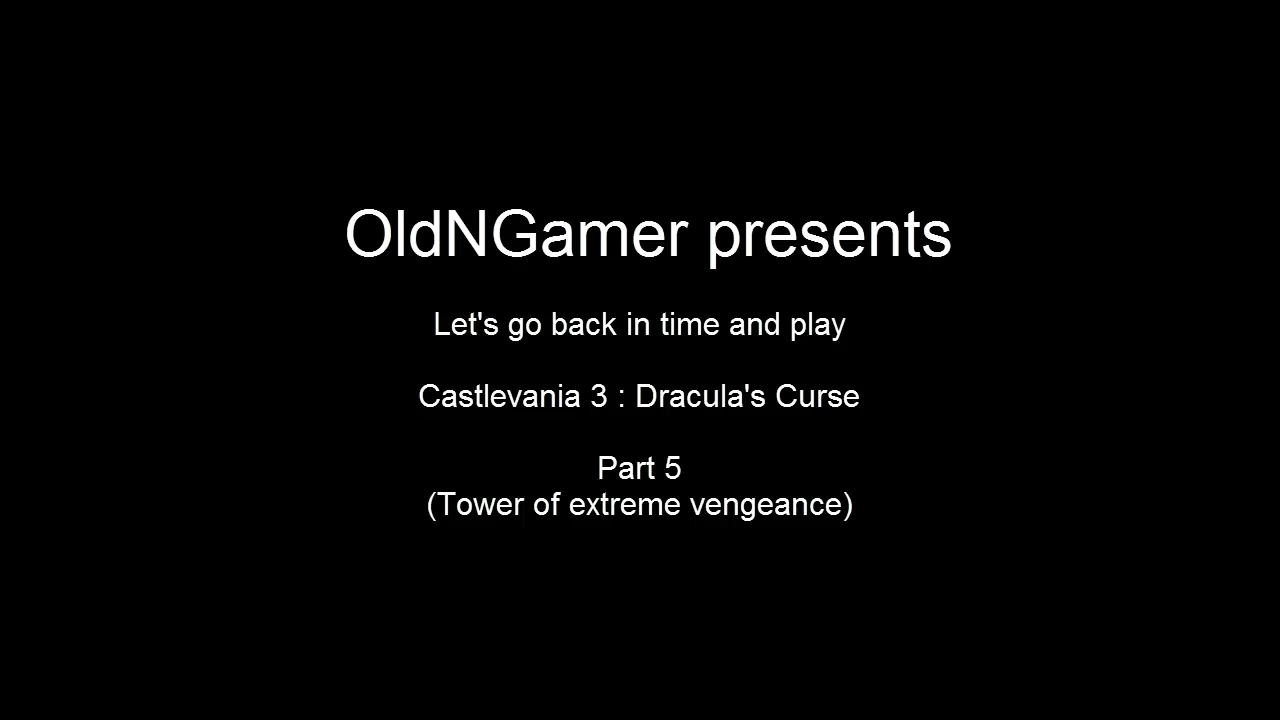 OldNGamer presents
Let's go back in time and play
Castlevania 3 : Dracula's Curse
Part 5
(Tower of extreme vengeance)